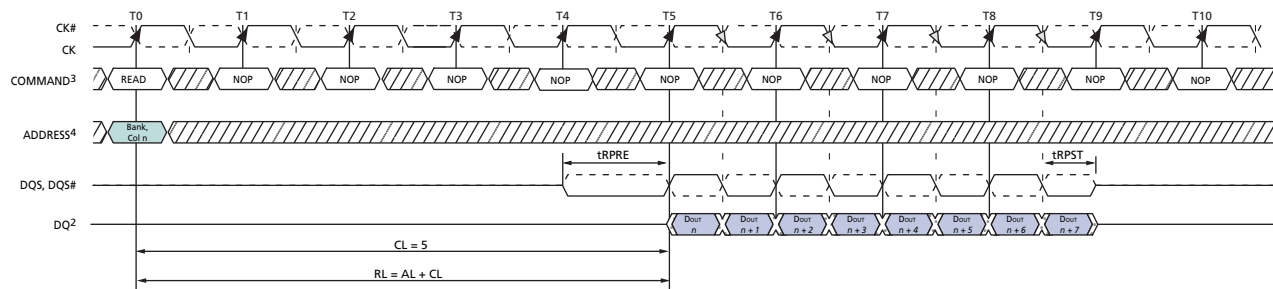 T0 T1 T2 T3 T4 T5 T6 T7 T8 T9 T10
CK#
CK
COMMAND3 READ NOP NOP NOP NOP NOP NOP NOP NOP NOP NOP
ADDRESS4 Bank,
Col n
tRPRE tRPST
DQS, DQS#
DQ2 DOUT DOUT DOUT DOUT DOUT DOUT DOUT DOUT
n n + 1 n + 2 n + 3 n + 4 n + 5 n + 6 n + 7
CL = 5
RL = AL + CL